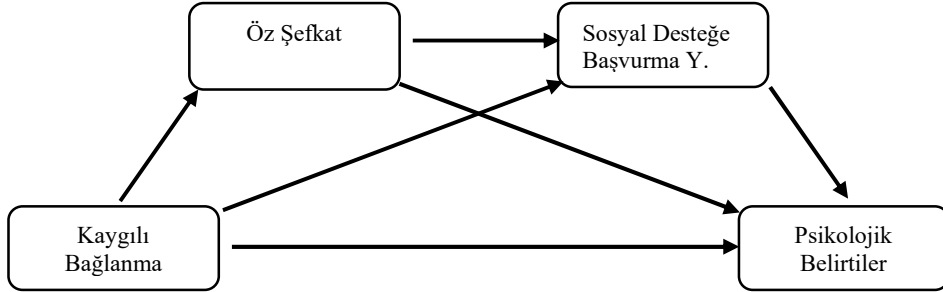 Öz Şefkat
Sosyal Desteğe
Başvurma Y.
Kaygılı
Bağlanma
Psikolojik
Belirtiler